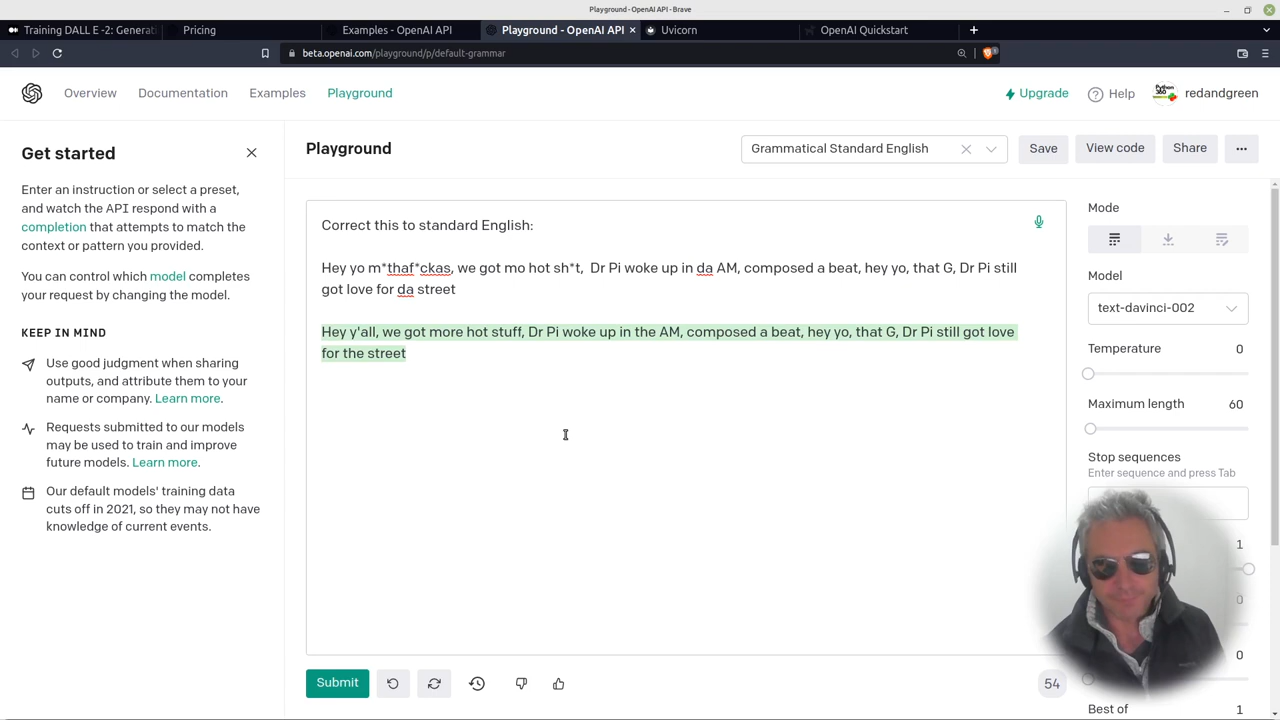 Playground - OpenAI API - Brave
Training DALL E -2: Generat
Pricing
Examples - OpenAI API
Playground - OpenAI API
Uvicorn
OpenAI Quickstart
beta.openai.com/playground/p/default-grammar
Overview
Documentation
Examples
Playground
Upgrade
Help
redandgreen
Get started
Enter an instruction or select a preset,
and watch the API respond with a
completion that attempts to match the
context or pattern you provided.
You can control which model completes
your request by changing the model.
KEEP IN MIND
Use good judgment when sharing
outputs, and attribute them to your
name or company. Learn more.
Requests submitted to our models
may be used to train and improve
future models. Learn more.
Our default models' training data
cuts off in 2021, so they may not have
knowledge of current events.
Playground
Grammatical Standard English
Save
View code
Share
Correct this to standard English:
Hey yo m*thaf*ckas, we got mo hot sh*t,  Dr Pi woke up in da AM, composed a beat, hey yo, that G, Dr Pi still
got love for da street
Hey y'all, we got more hot stuff, Dr Pi woke up in the AM, composed a beat, hey yo, that G, Dr Pi still got love
for the street
Submit
54
Mode
Model
text-davinci-002
Temperature 0
Maximum length 60
Stop sequences
Enter sequence and press Tab
1
0
0
Best of 1